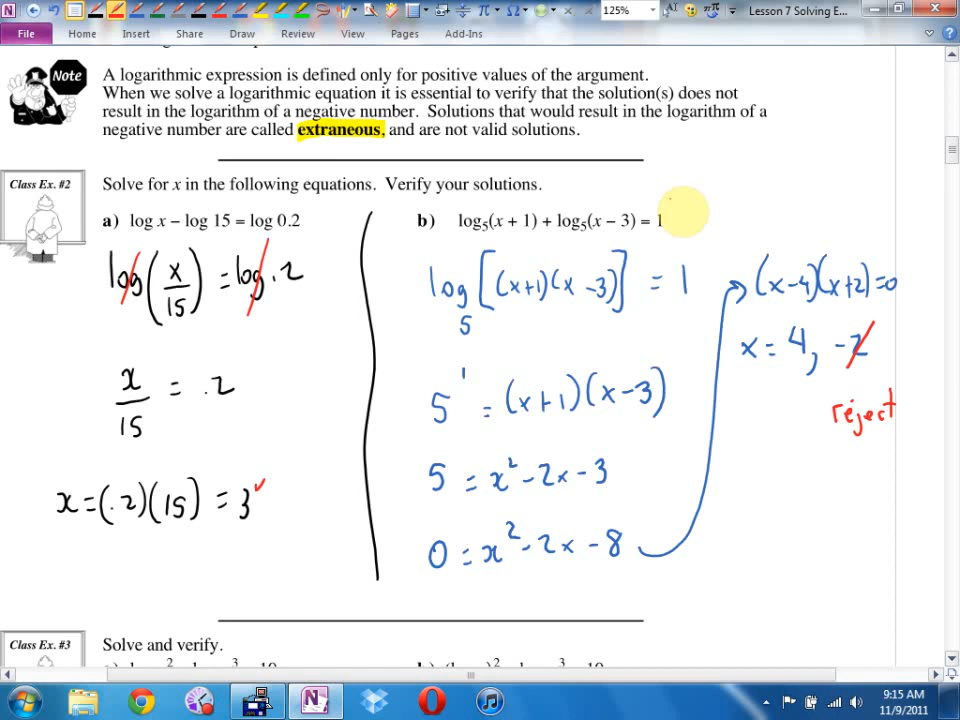 125%
Lesson 7 Solving E...
File Home Insert Share Draw Review View Pages Add-Ins
Note
A logarithmic expression is defined only for positive values of the argument.
When we solve a logarithmic equation it is essential to verify that the solution(s) does not
result in the logarithm of a negative number. Solutions that would result in the logarithm of a
negative number are called extraneous, and are not valid solutions.
Class Ex. #2
Solve for x in the following equations. Verify your solutions.
a) log x – log 15 = log 0.2
log (x/15) = log .2
x/15 = .2
x = (.2)(15) = 3 ✓
b) log₅(x + 1) + log₅(x – 3) = 1
log₅ [(x+1)(x-3)] = 1
5¹ = (x+1)(x-3)
5 = x² - 2x - 3
0 = x² - 2x - 8
(x-4)(x+2)=0
x = 4, -2
reject
Class Ex. #3
Solve and verify.
9:15 AM
11/9/2011